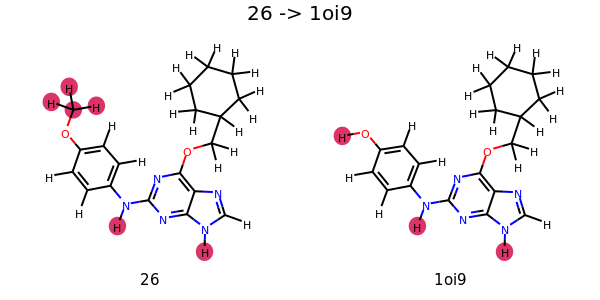 26 -> 1oi9
H H H H H H H H H H H H H H H H H H H H H H H
O O N N N N N
H H H H H H H H H H H H H H H H H H H H H
O O N N N N N
26 1oi9